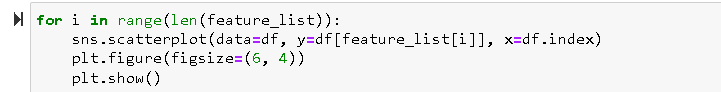 for i in range(len(feature_list)):
    sns.scatterplot(data=df, y=df[feature_list[i]], x=df.index)
    plt.figure(figsize=(6, 4))
    plt.show()